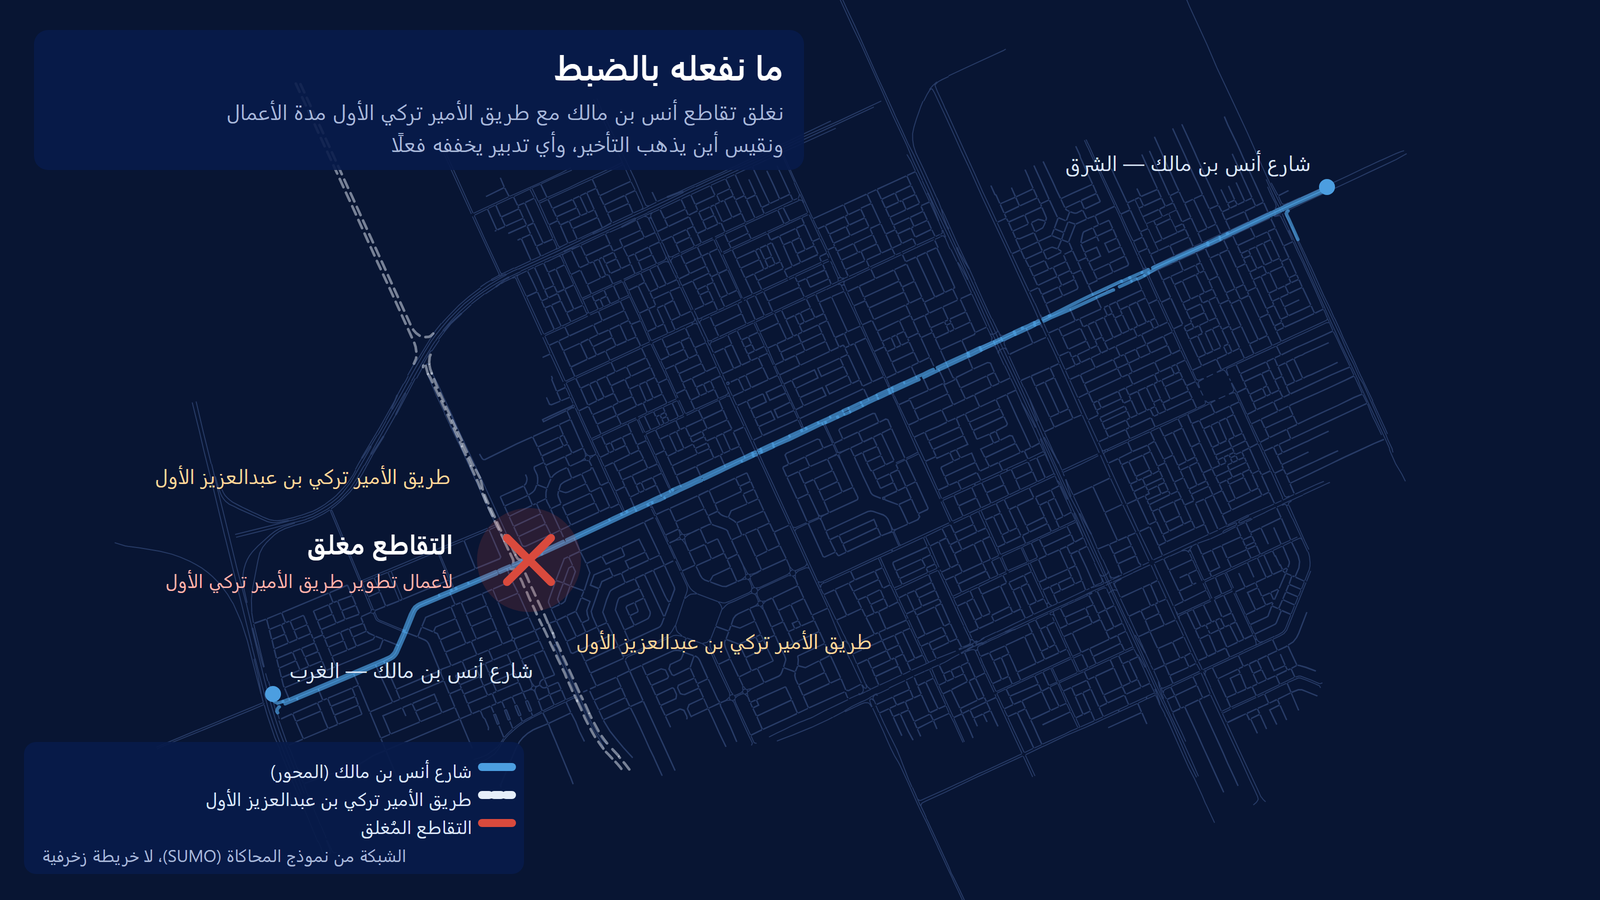 ما نفعله بالضبط
نغلق تقاطع أنس بن مالك مع طريق الأمير تركي الأول مدة الأعمال
ونقيس أين يذهب التأخير، وأي تدبير يخففه فعلًا
شارع أنس بن مالك — الشرق
طريق الأمير تركي بن عبدالعزيز الأول
التقاطع مغلق
لأعمال تطوير طريق الأمير تركي الأول
طريق الأمير تركي بن عبدالعزيز الأول
شارع أنس بن مالك — الغرب
شارع أنس بن مالك (المحور)
طريق الأمير تركي بن عبدالعزيز الأول
التقاطع المُغلق
الشبكة من نموذج المحاكاة (SUMO)، لا خريطة زخرفية